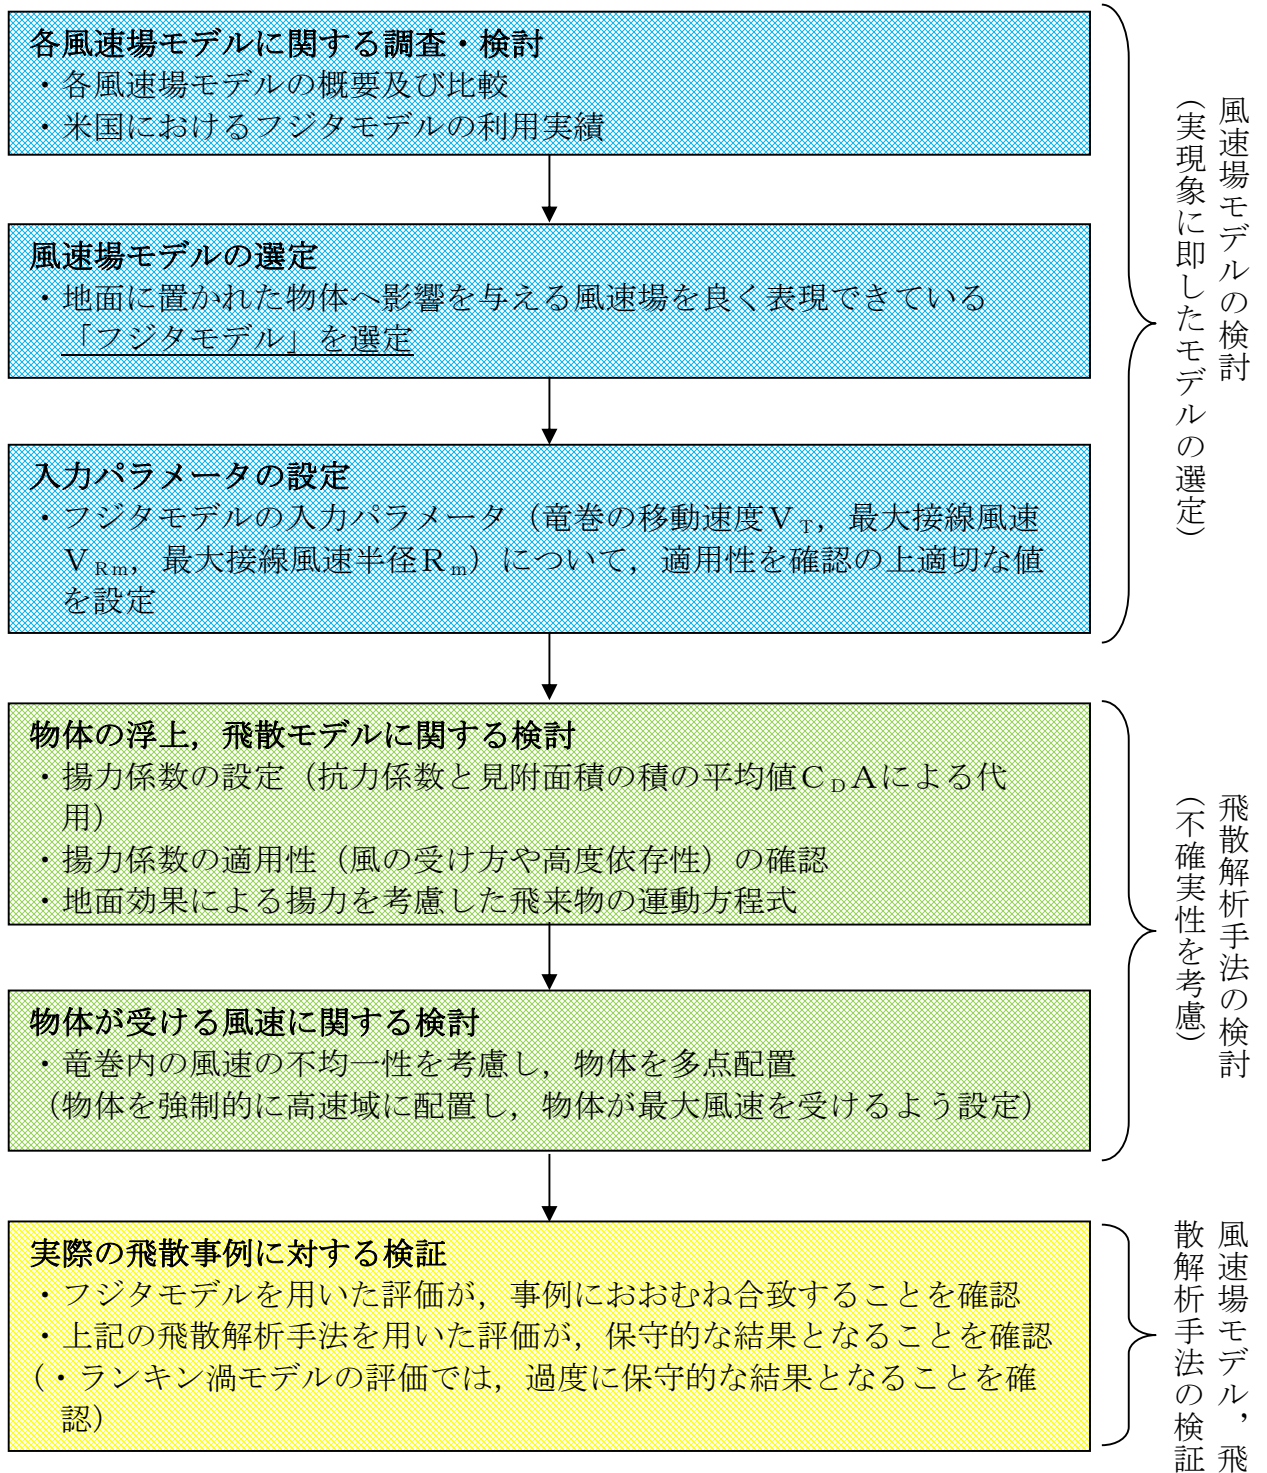 各風速場モデルに関する調査・検討
・各風速場モデルの概要及び比較
・米国におけるフジタモデルの利用実績
風速場モデルの選定
・地面に置かれた物体へ影響を与える風速場を良く表現できている
「フジタモデル」を選定
入力パラメータの設定
・フジタモデルの入力パラメータ（竜巻の移動速度ＶT，最大接線風速
ＶRm，最大接線風速半径Ｒm）について，適用性を確認の上適切な値
を設定
風速場モデルの検討
（実現象に即したモデルの選定）
物体の浮上，飛散モデルに関する検討
・揚力係数の設定（抗力係数と見附面積の積の平均値ＣDＡによる代
用）
・揚力係数の適用性（風の受け方や高度依存性）の確認
・地面効果による揚力を考慮した飛来物の運動方程式
物体が受ける風速に関する検討
・竜巻内の風速の不均一性を考慮し，物体を多点配置
（物体を強制的に高速域に配置し，物体が最大風速を受けるよう設定）
飛散解析手法の検討
（不確実性を考慮）
実際の飛散事例に対する検証
・フジタモデルを用いた評価が，事例におおむね合致することを確認
・上記の飛散解析手法を用いた評価が，保守的な結果となることを確認
（・ランキン渦モデルの評価では，過度に保守的な結果となることを確
認）
風速場モデル，飛
散解析手法の検証